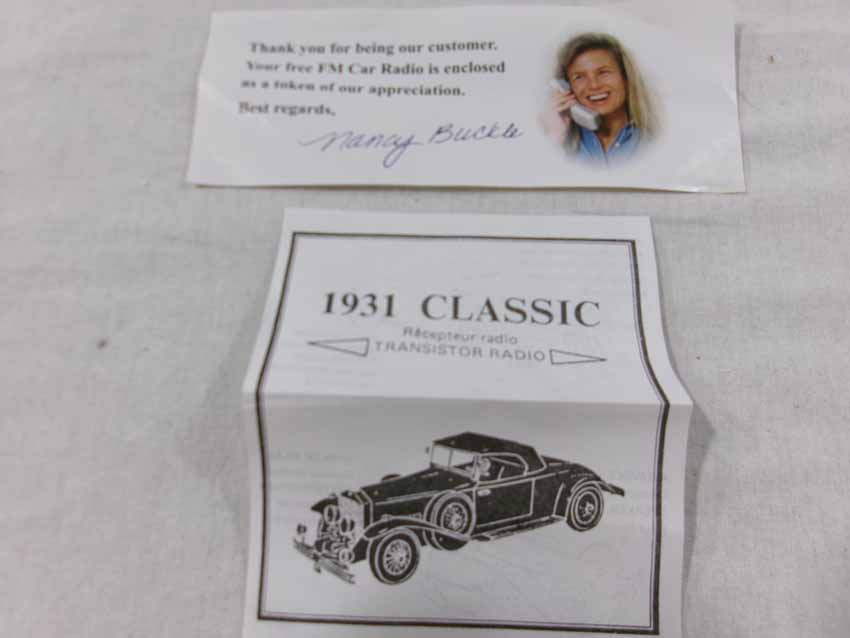 Thank you for being our customer.
Your free FM Car Radio is enclosed
as a token of our appreciation.
Best regards,
Nancy Buckle
1931 CLASSIC
Récepteur radio
TRANSISTOR RADIO